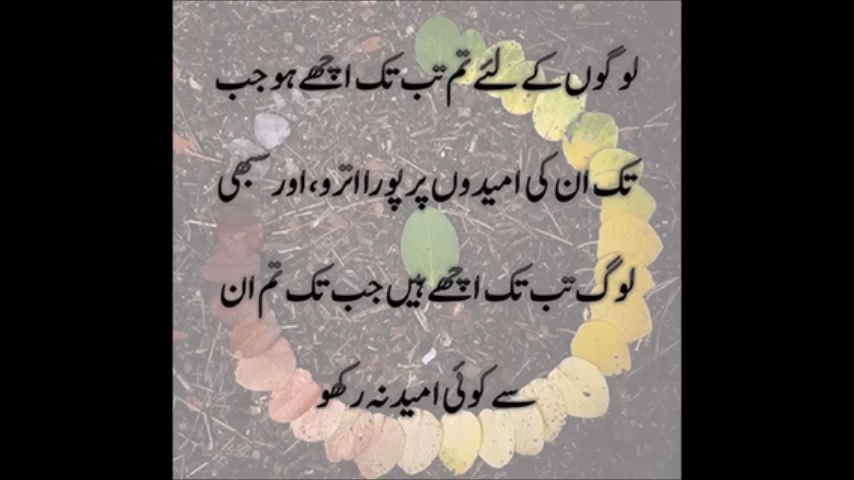 لوگوں کے لئے تم تب تک اچھے ہو جب
تک ان کی امیدوں پر پورا اترو، اور سبھی
لوگ تب تک اچھے ہیں جب تک تم ان
سے کوئی امید نہ رکھو